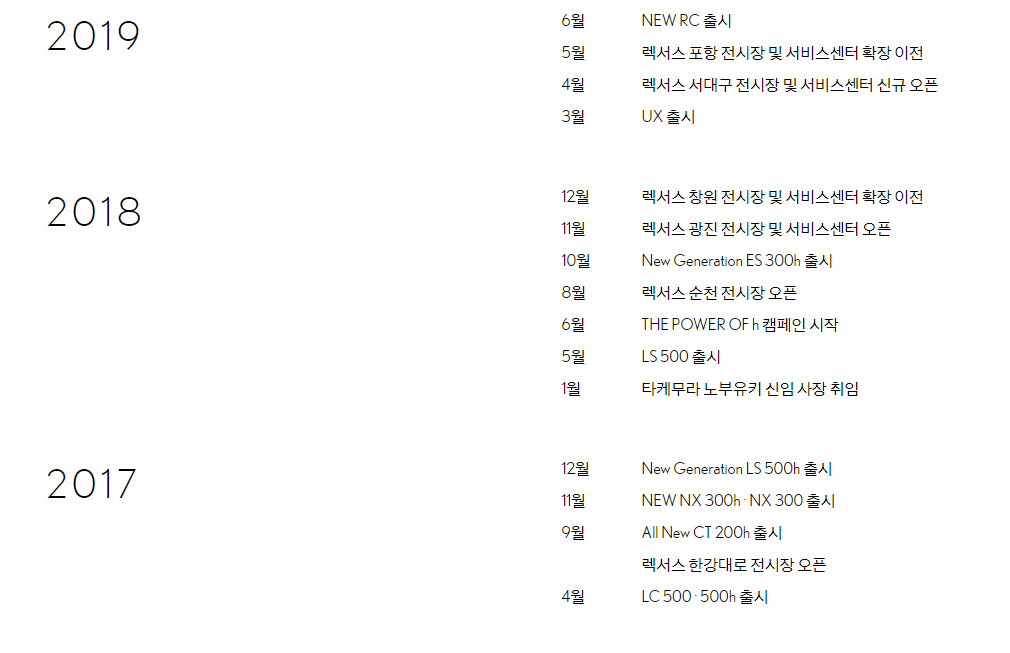 2019
6월 NEW RC 출시
5월 렉서스 포항 전시장 및 서비스센터 확장 이전
4월 렉서스 서대구 전시장 및 서비스센터 신규 오픈
3월 UX 출시
2018
12월 렉서스 창원 전시장 및 서비스센터 확장 이전
11월 렉서스 광진 전시장 및 서비스센터 오픈
10월 New Generation ES 300h 출시
8월 렉서스 순천 전시장 오픈
6월 THE POWER OF h 캠페인 시작
5월 LS 500 출시
1월 타케무라 노부유키 신임 사장 취임
2017
12월 New Generation LS 500h 출시
11월 NEW NX 300h · NX 300 출시
9월 All New CT 200h 출시
렉서스 한강대로 전시장 오픈
4월 LC 500 · 500h 출시